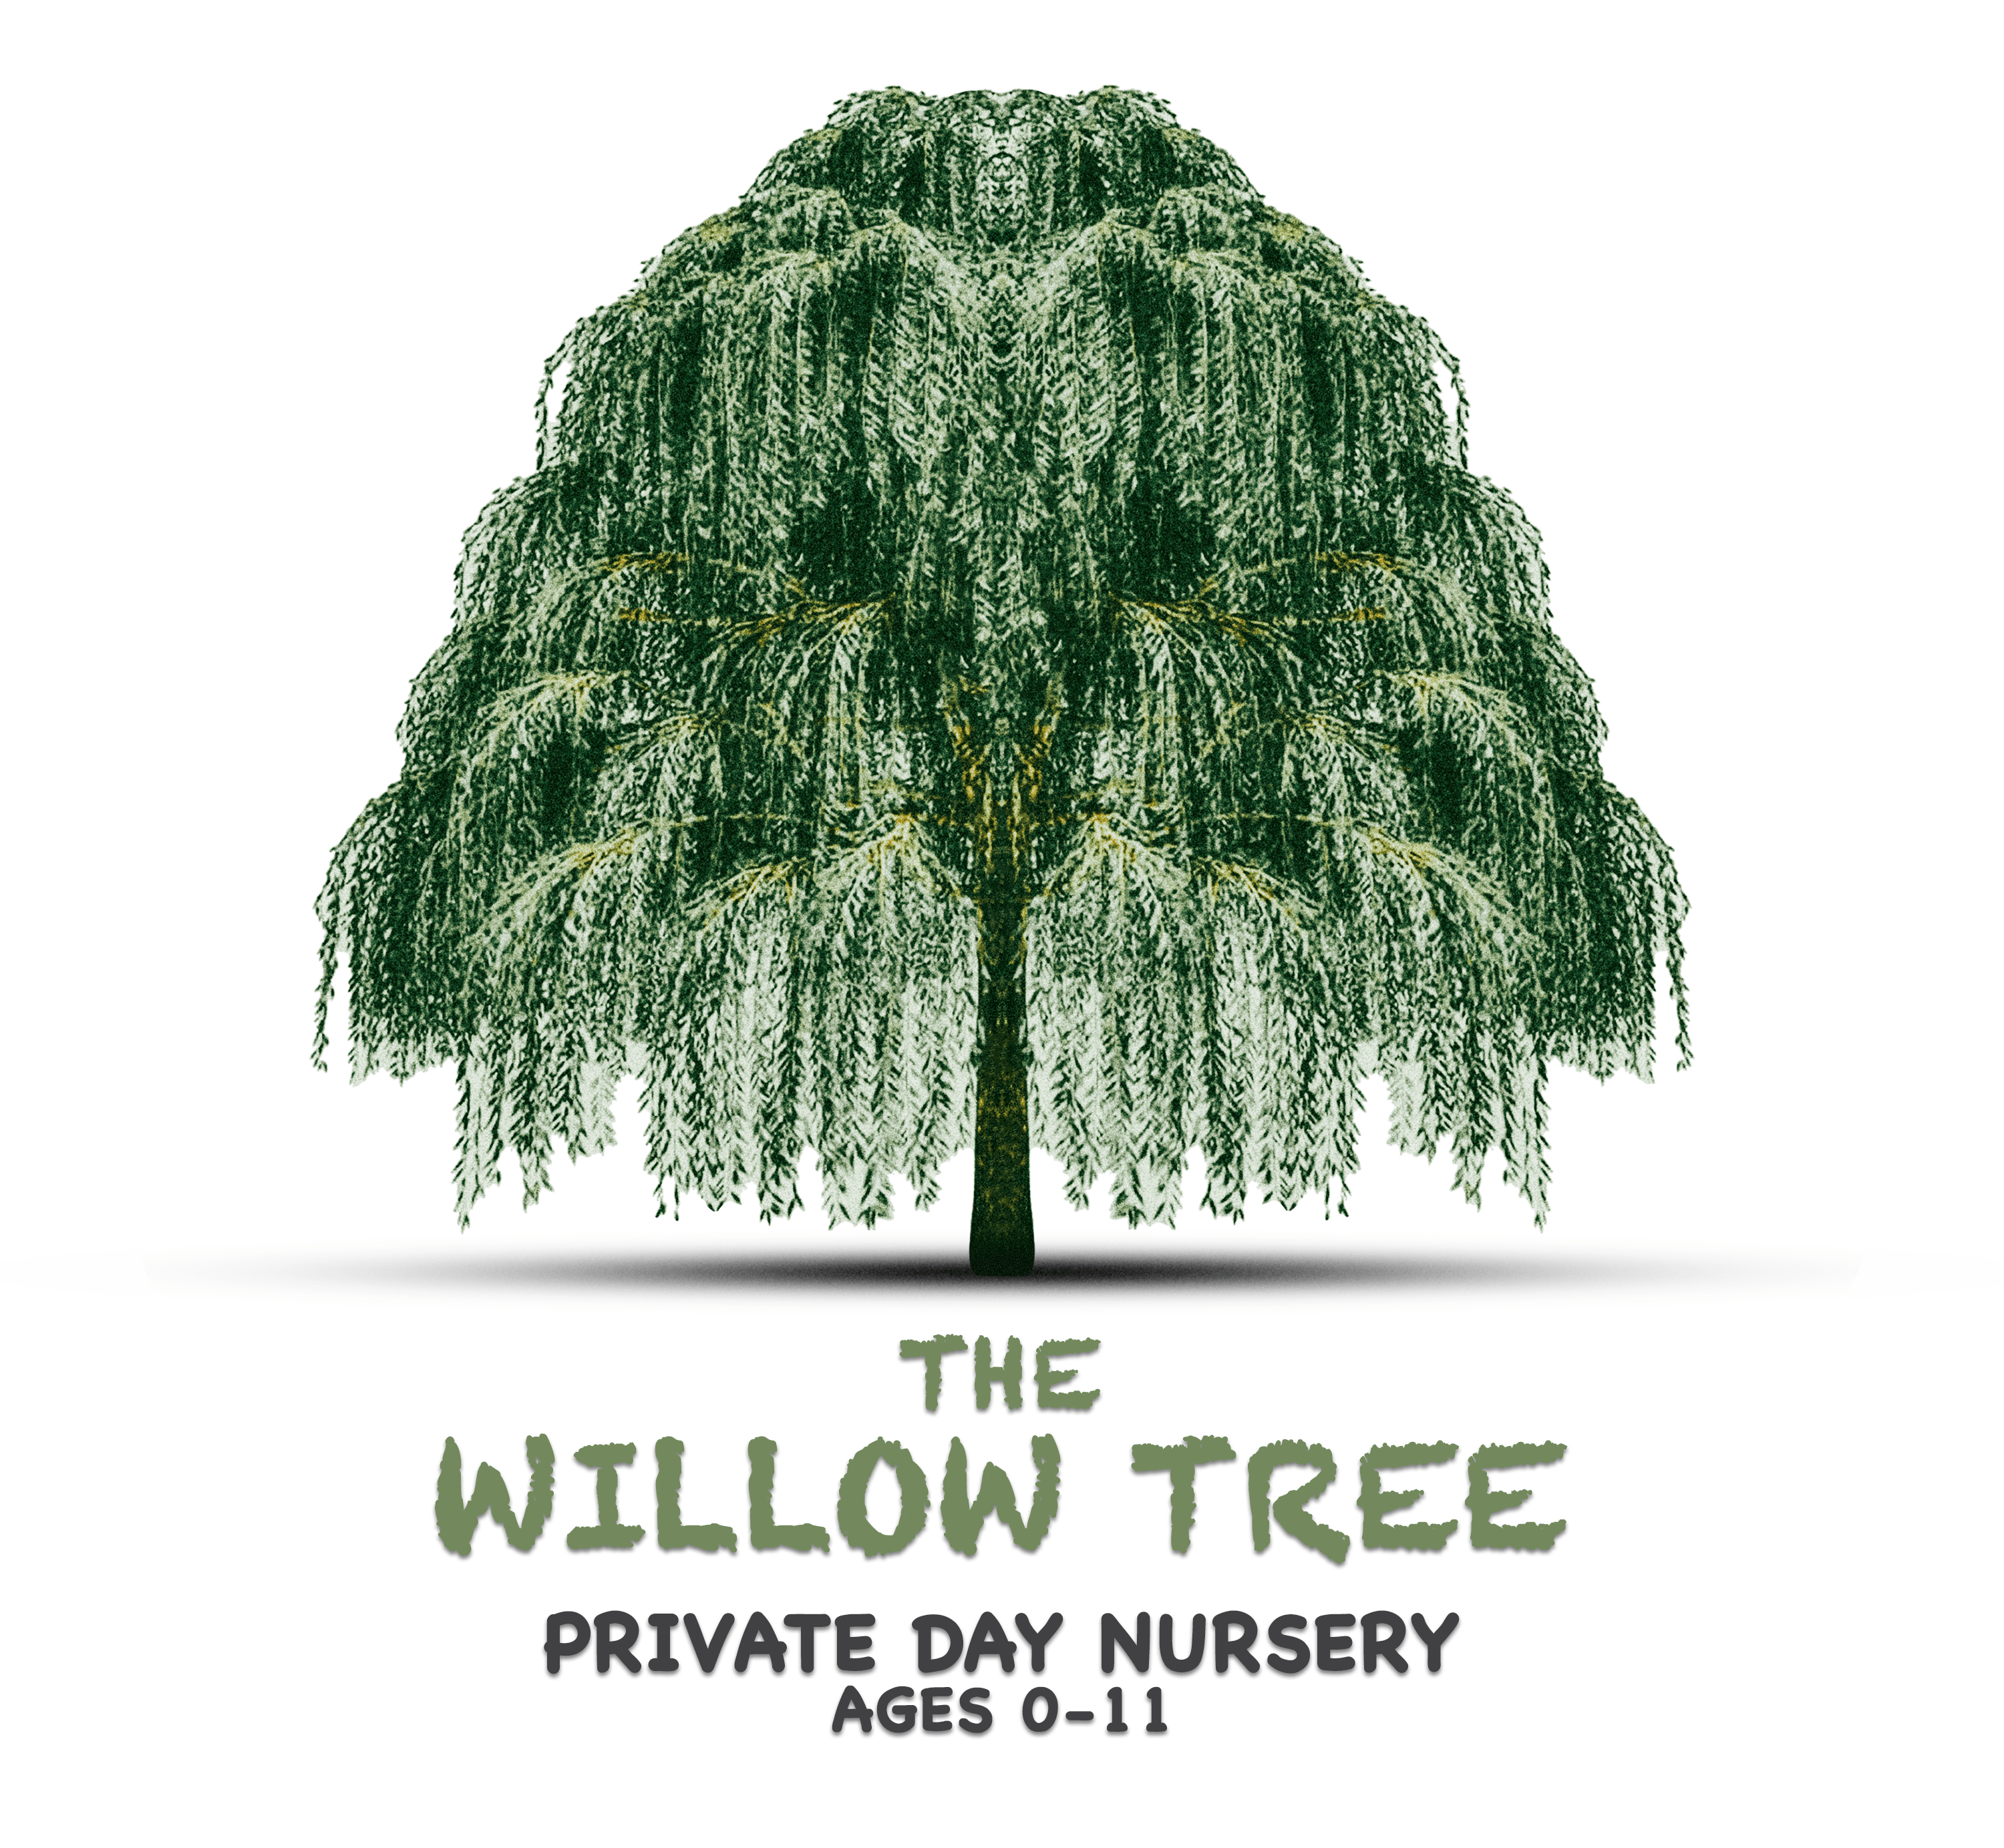 THE
WILLOW TREE
PRIVATE DAY NURSERY
AGES 0-11